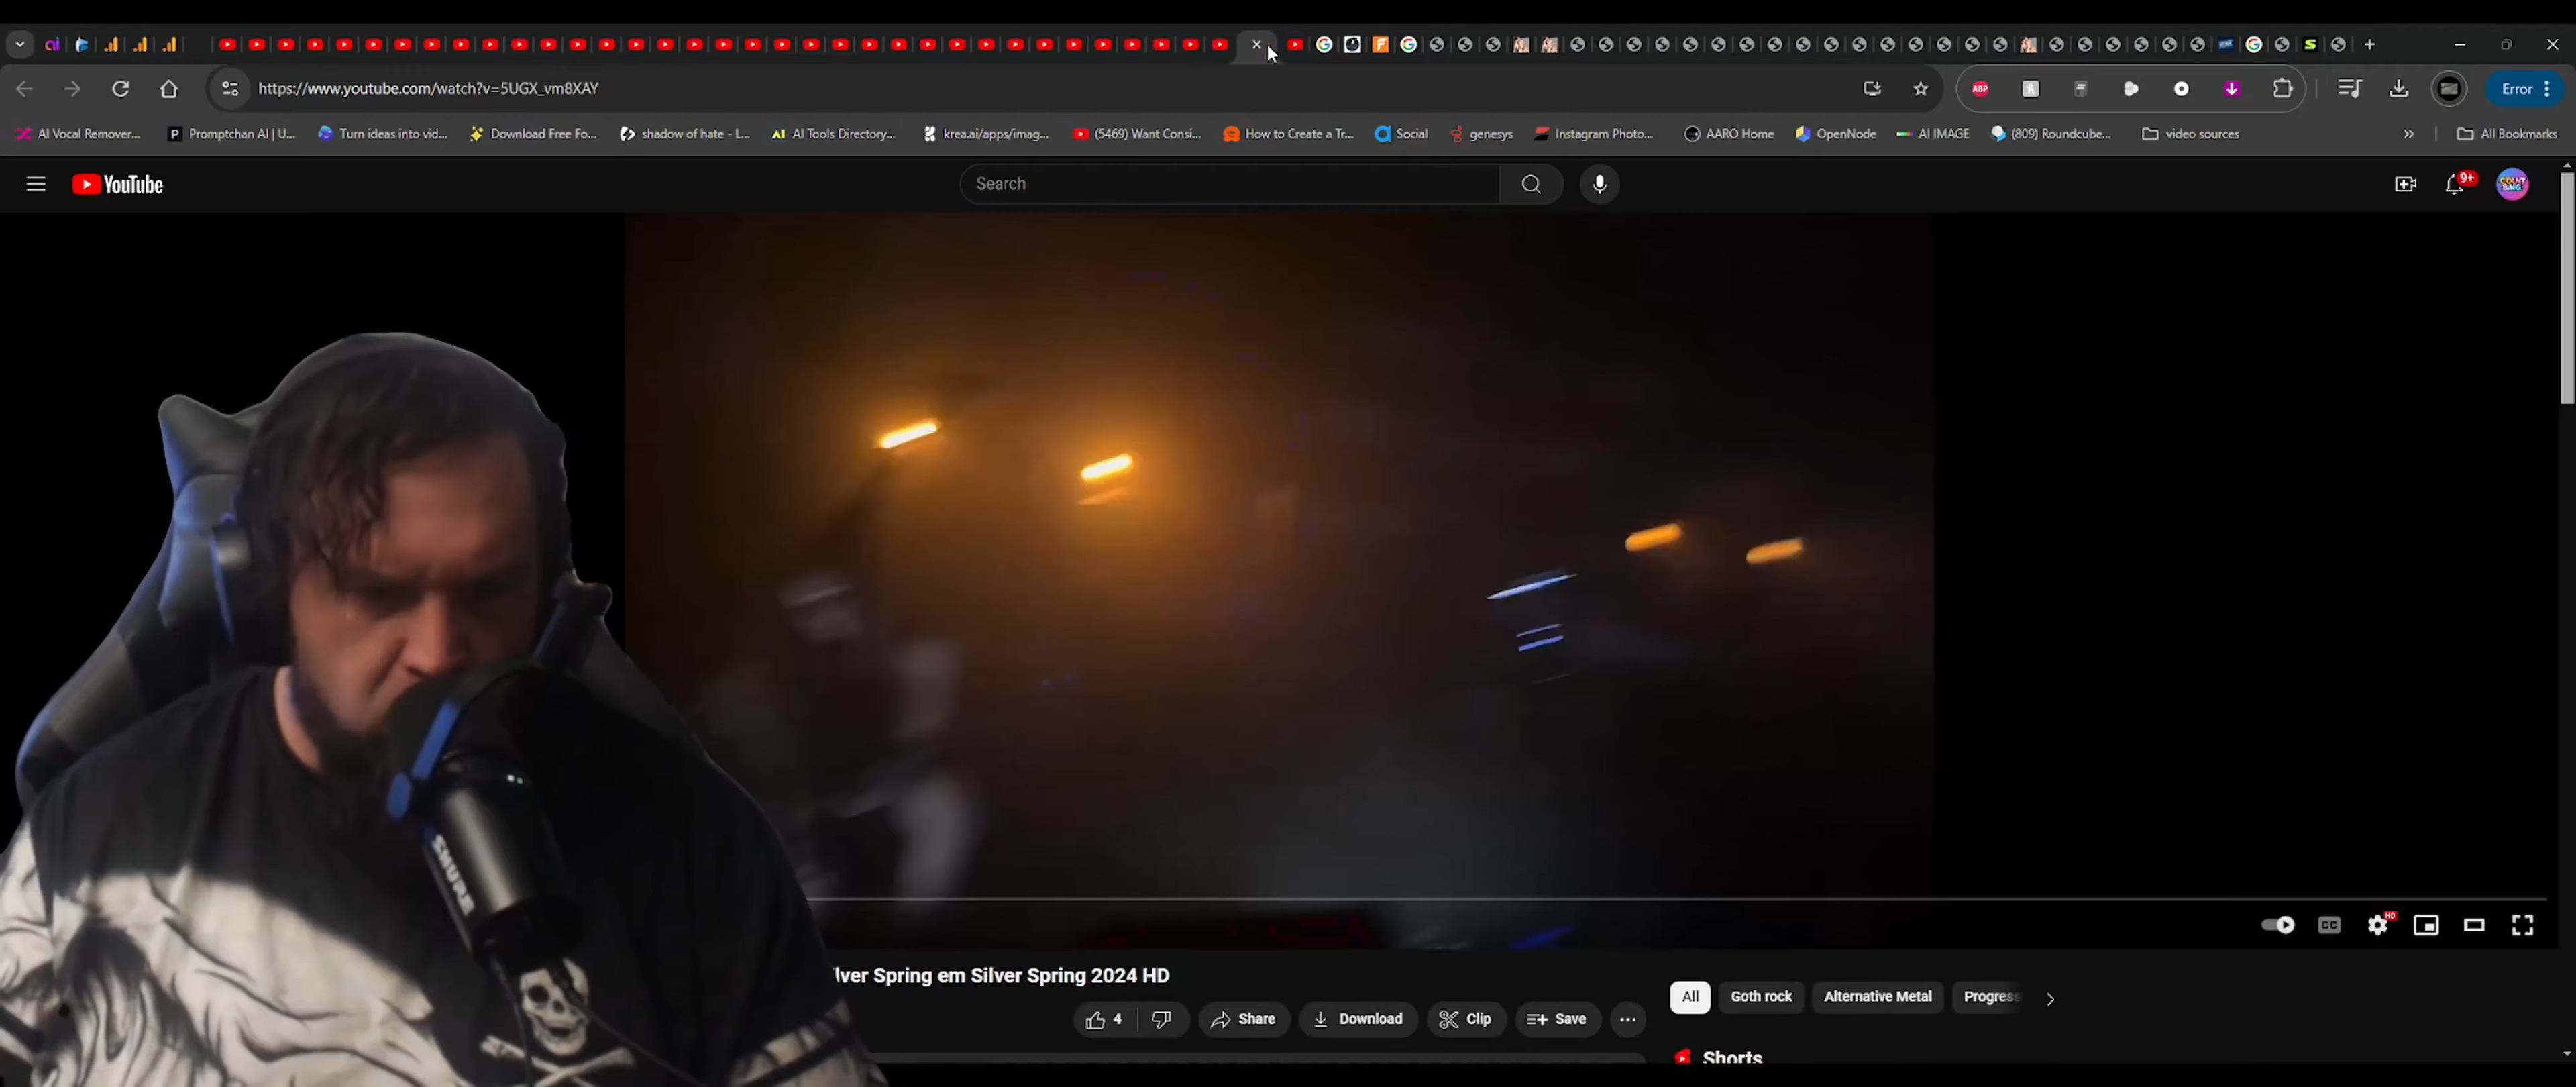 https://www.youtube.com/watch?v=5UGX_vm8XAY
Error
AI Vocal Remover...
Promptchan AI | U...
Turn ideas into vid...
Download Free Fo...
shadow of hate - L...
AI Tools Directory...
krea.ai/apps/imag...
(5469) Want Consi...
How to Create a Tr...
Social
genesys
Instagram Photo...
AARO Home
OpenNode
AI IMAGE
(809) Roundcube...
video sources
All Bookmarks
YouTube
Search
9+
CC
HD
SHURE
lver Spring em Silver Spring 2024 HD
4
Share
Download
Clip
Save
All
Goth rock
Alternative Metal
Progress
Shorts